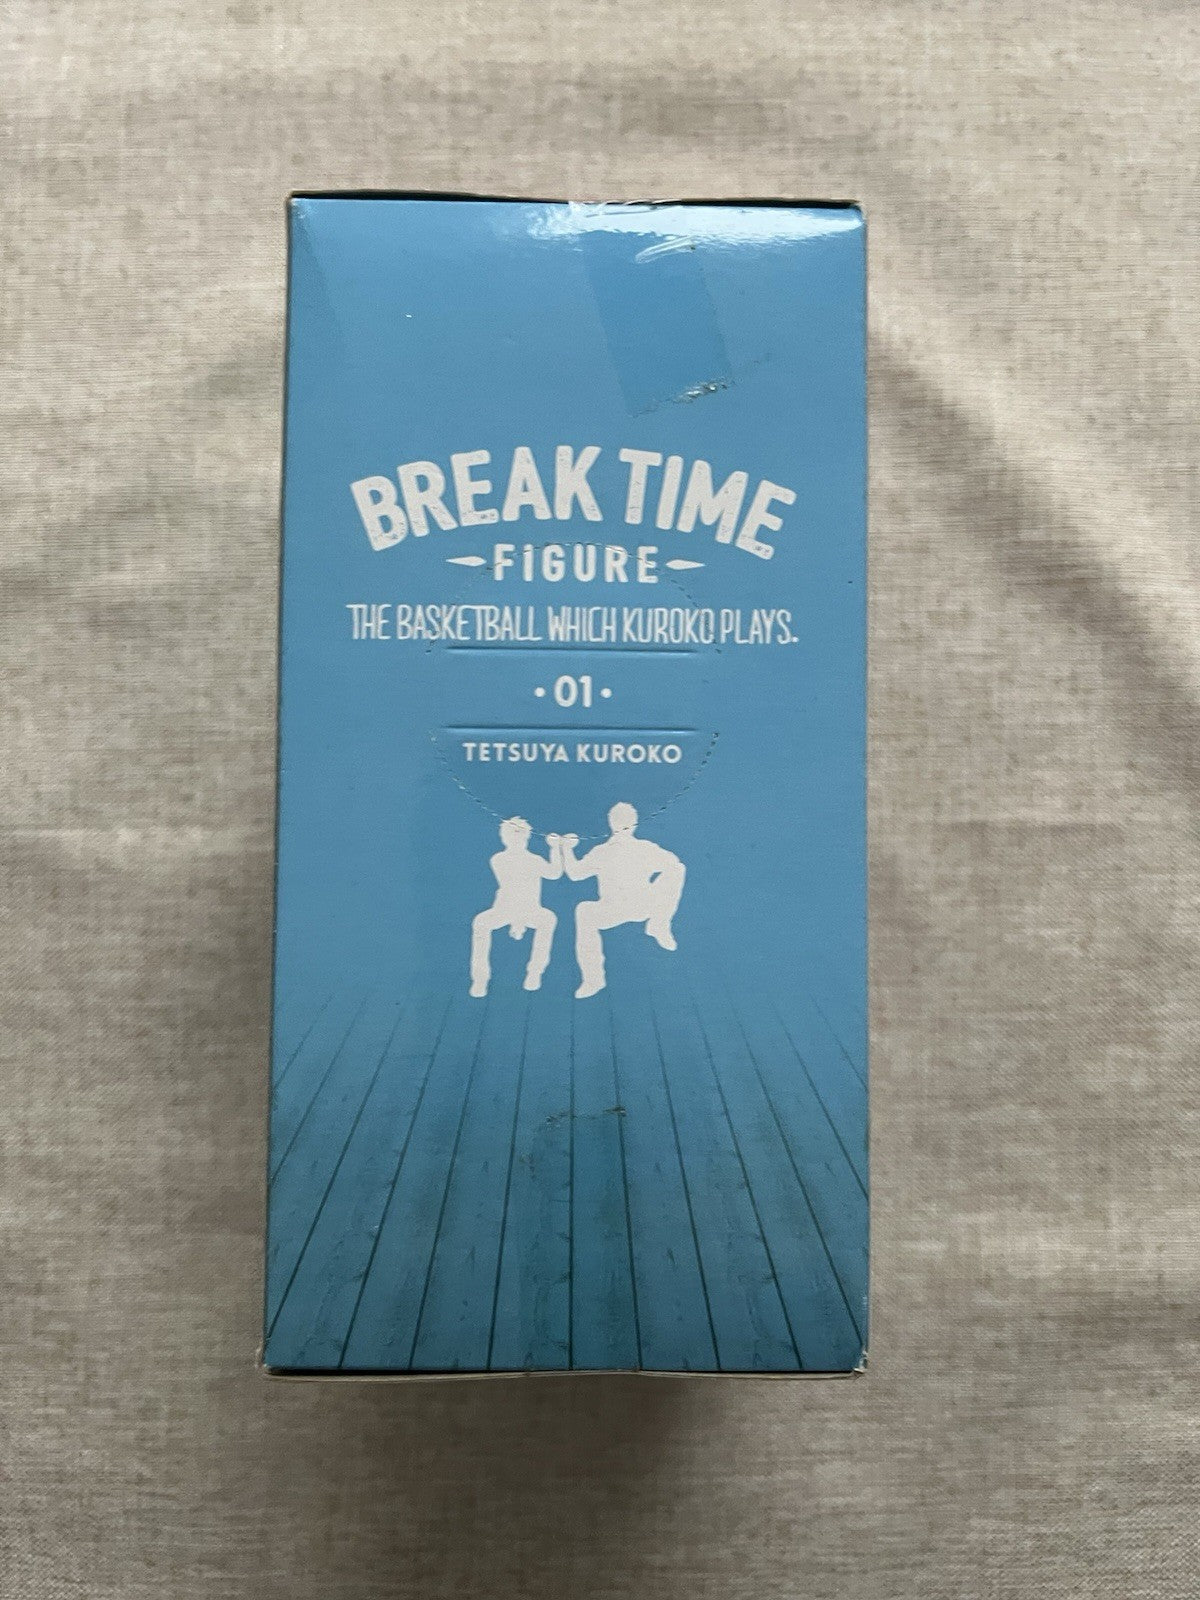 BREAK TIME
FIGURE
THE BASKETBALL WHICH KUROKO PLAYS.
•01•
TETSUYA KUROKO